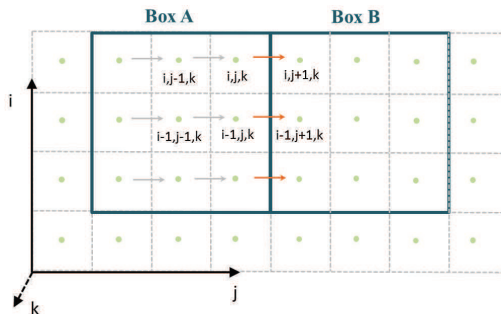 Box A Box B
i,j-1,k i,j,k i,j+1,k
i
i-1,j-1,k i-1,j,k i-1,j+1,k
k
j